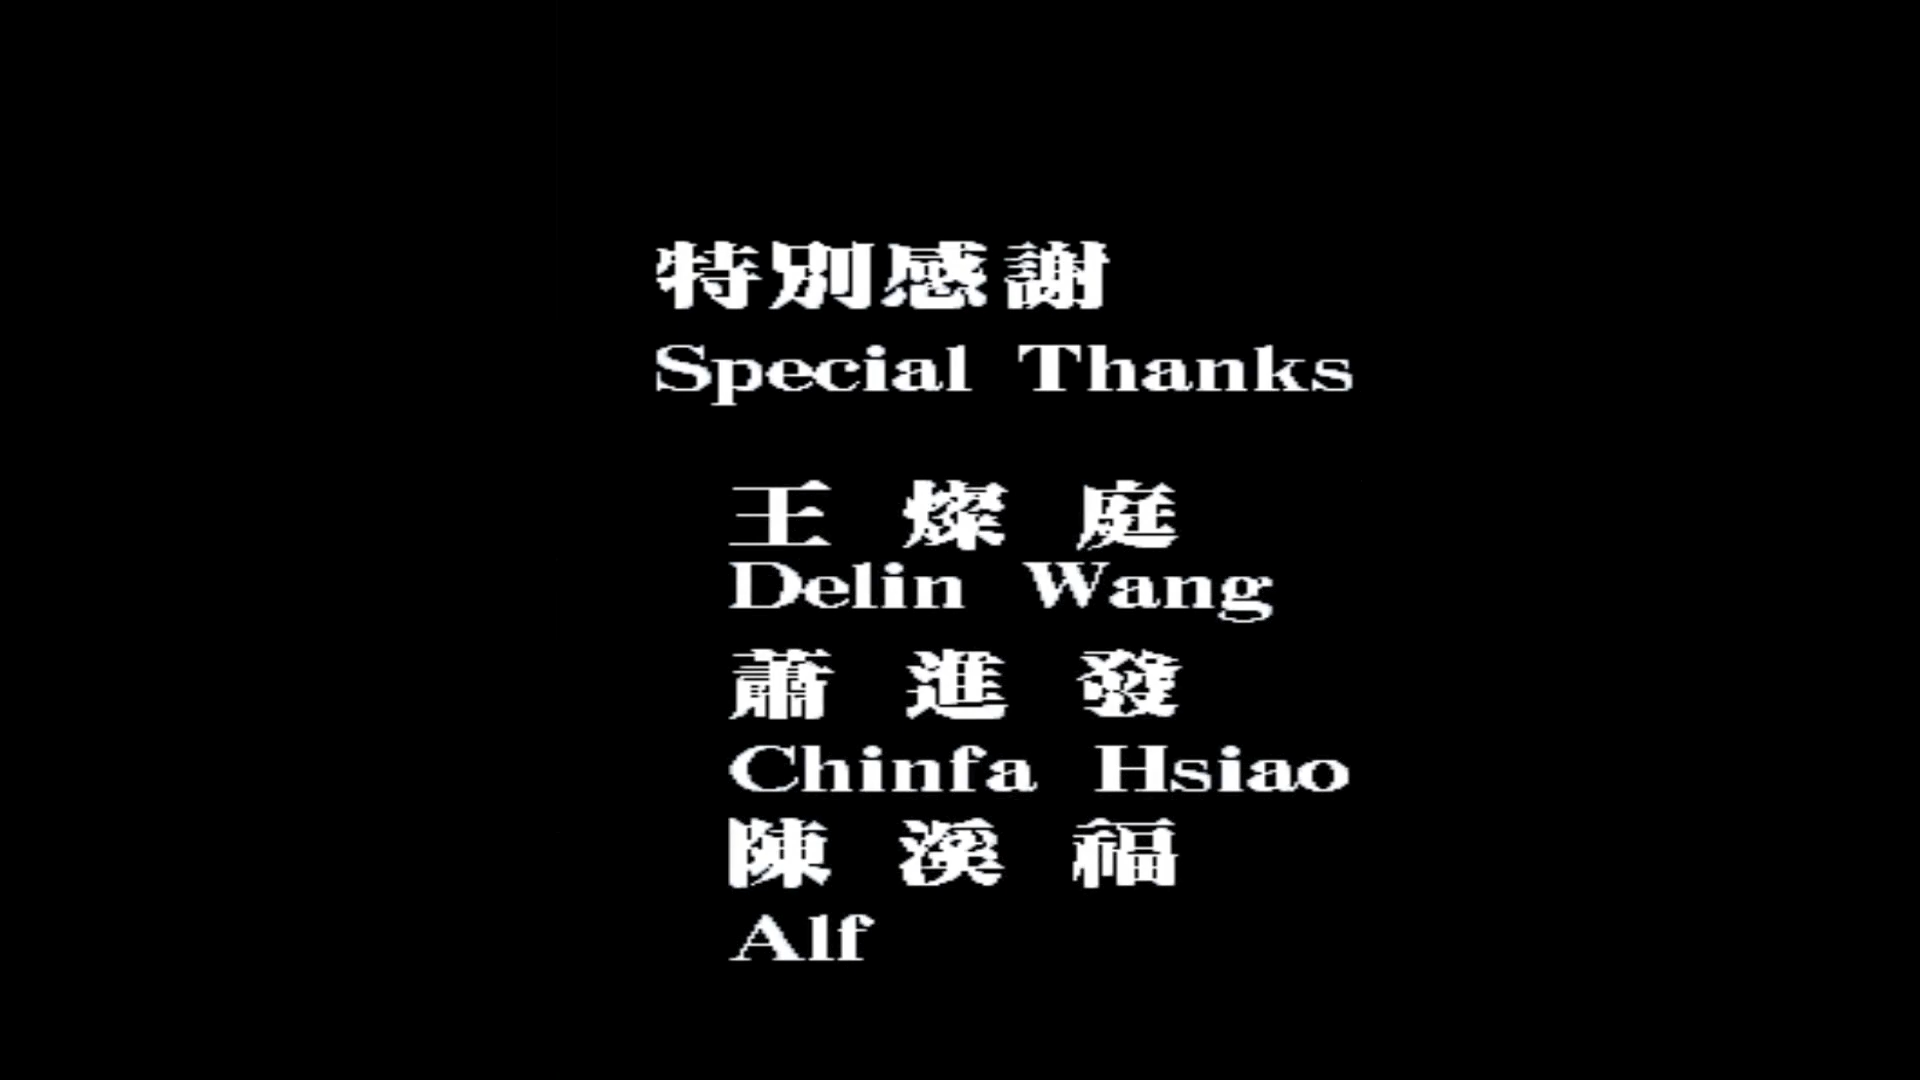 特別感謝
Special Thanks
王 燦 庭
Delin Wang
蕭 進 發
Chinfa Hsiao
陳 溪 福
Alf